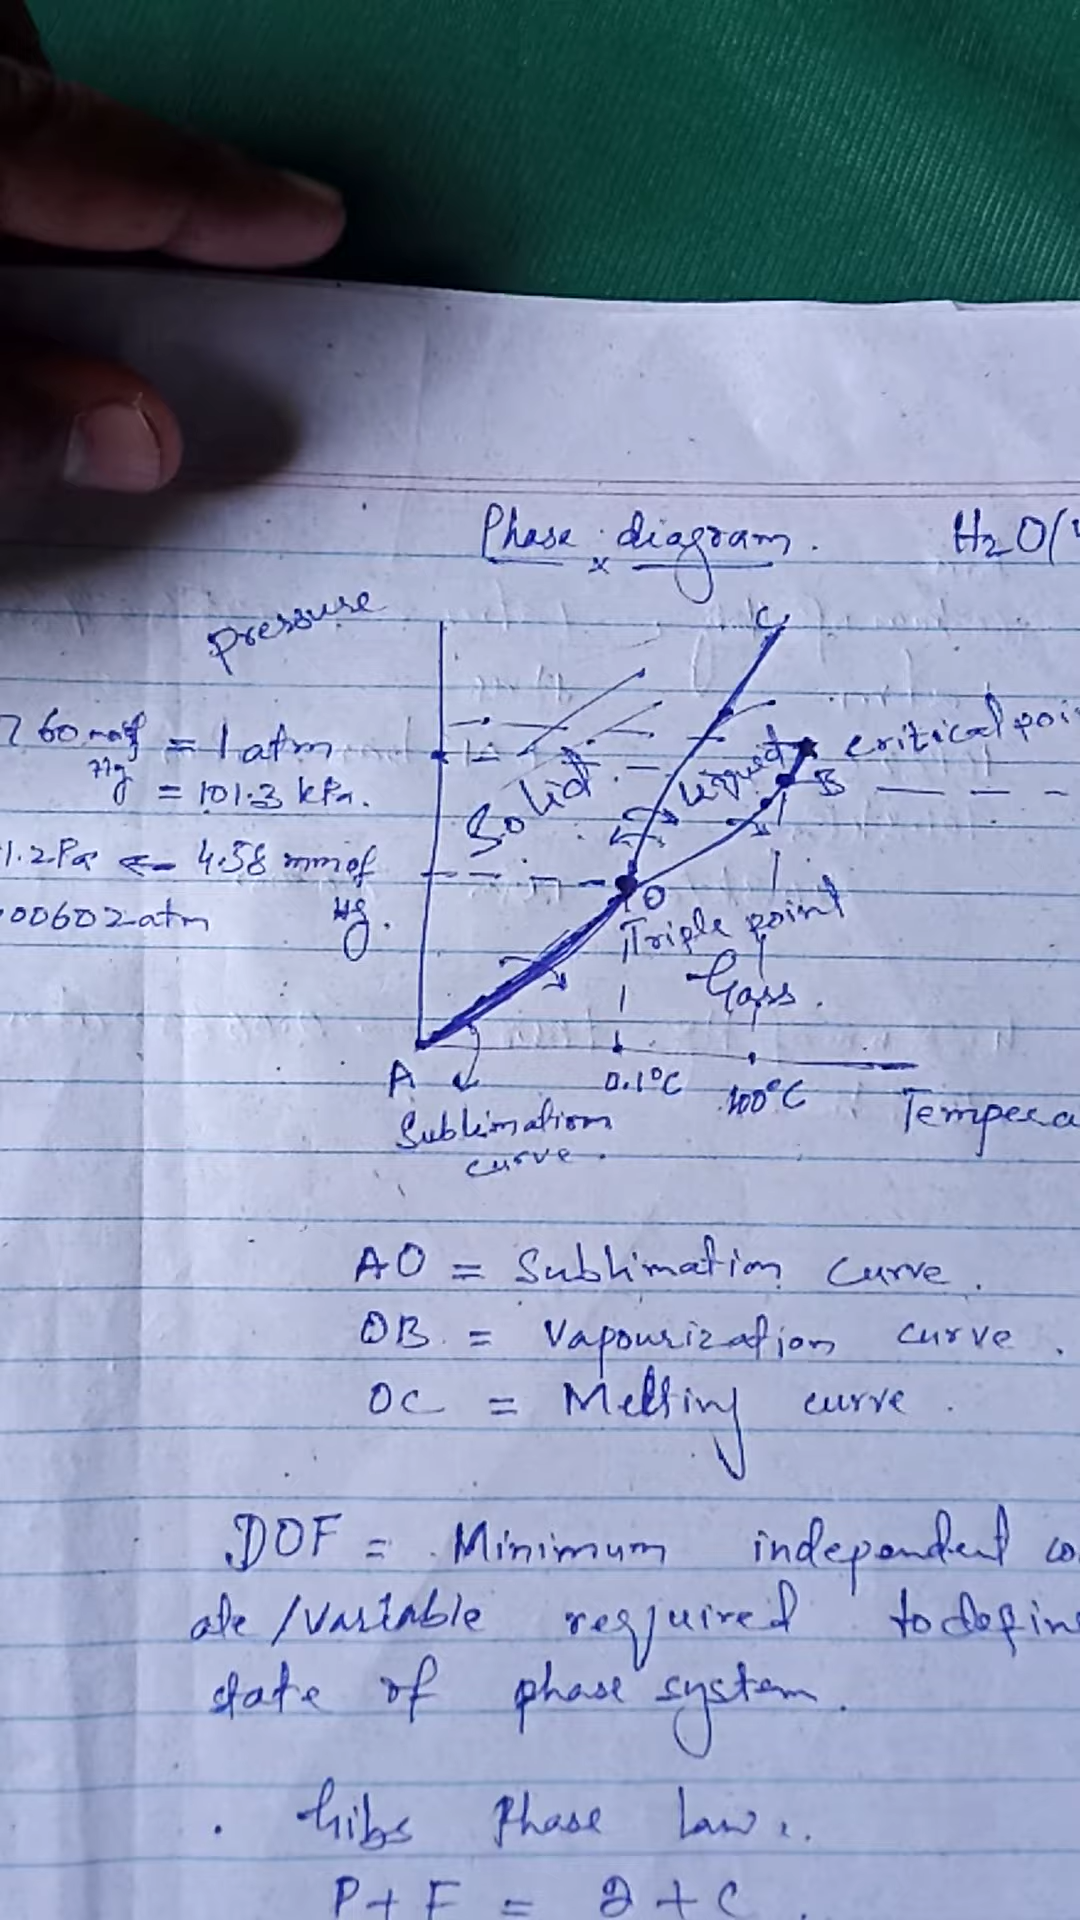 Phase diagram. H2O(
pressure
C
760 mm of Hg = 1 atm
= 101.3 kPa.
Solid
Liquid
critical poi
B
1.2 Pa ← 4.58 mm of Hg.
00602 atm
O
Triple point
Gass.
A
0.1°C
100°C
Tempera
Sublimation
curve.
AO = Sublimation Curve.
OB = Vapourization curve.
OC = Melting curve.
DOF = Minimum independent co
ate/variable required to defin
state of phase system.
. Gibs Phase Law..
P + F = 2 + C.